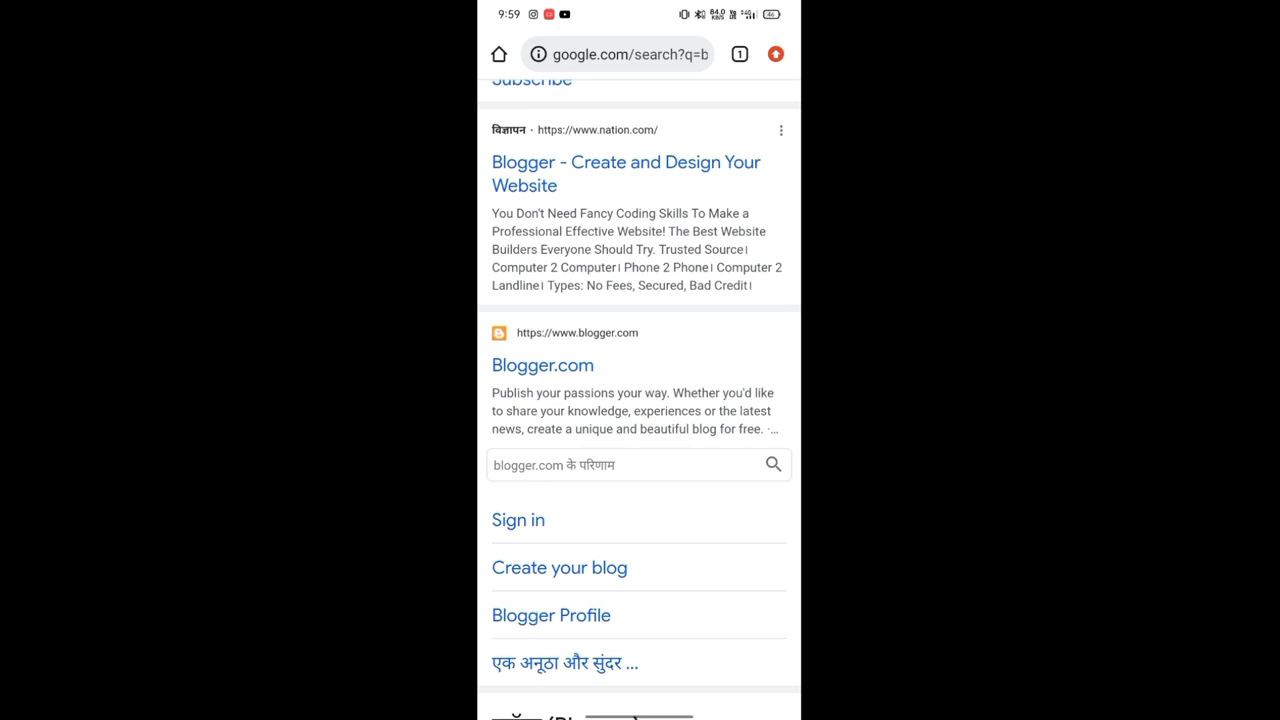 9:59 84.0 KB/S 46
google.com/search?q=b 1
Subscribe
विज्ञापन · https://www.nation.com/
Blogger - Create and Design Your
Website
You Don't Need Fancy Coding Skills To Make a
Professional Effective Website! The Best Website
Builders Everyone Should Try. Trusted Source।
Computer 2 Computer। Phone 2 Phone। Computer 2
Landline। Types: No Fees, Secured, Bad Credit।
https://www.blogger.com
Blogger.com
Publish your passions your way. Whether you'd like
to share your knowledge, experiences or the latest
news, create a unique and beautiful blog for free. ·...
blogger.com के परिणाम
Sign in
Create your blog
Blogger Profile
एक अनूठा और सुंदर ...